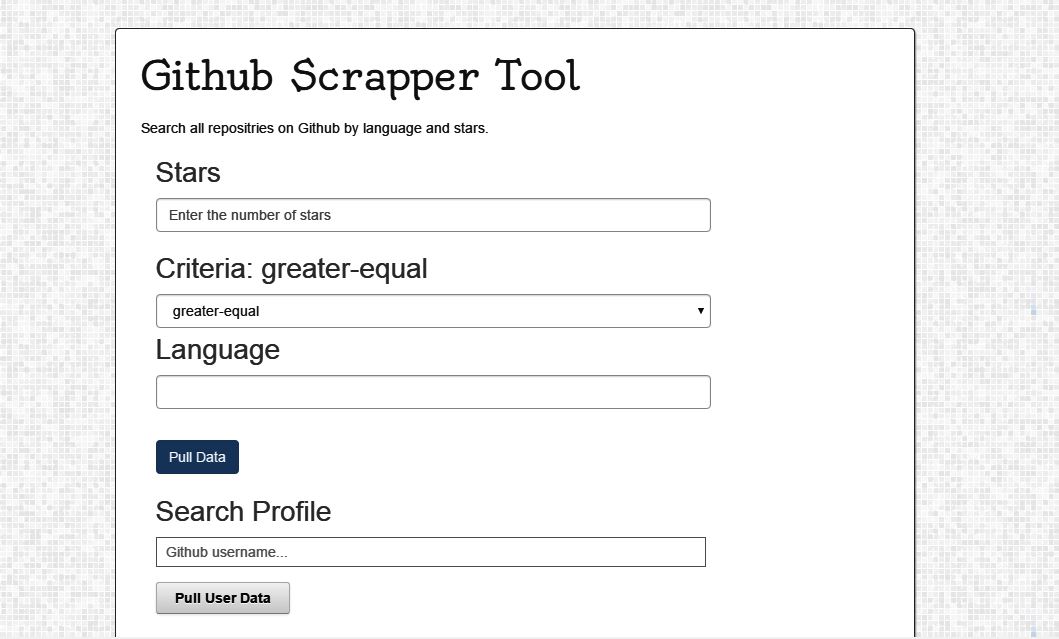 Github Scrapper Tool
Search all repositries on Github by language and stars.
Stars
Enter the number of stars
Criteria: greater-equal
greater-equal
Language
Pull Data
Search Profile
Github username...
Pull User Data